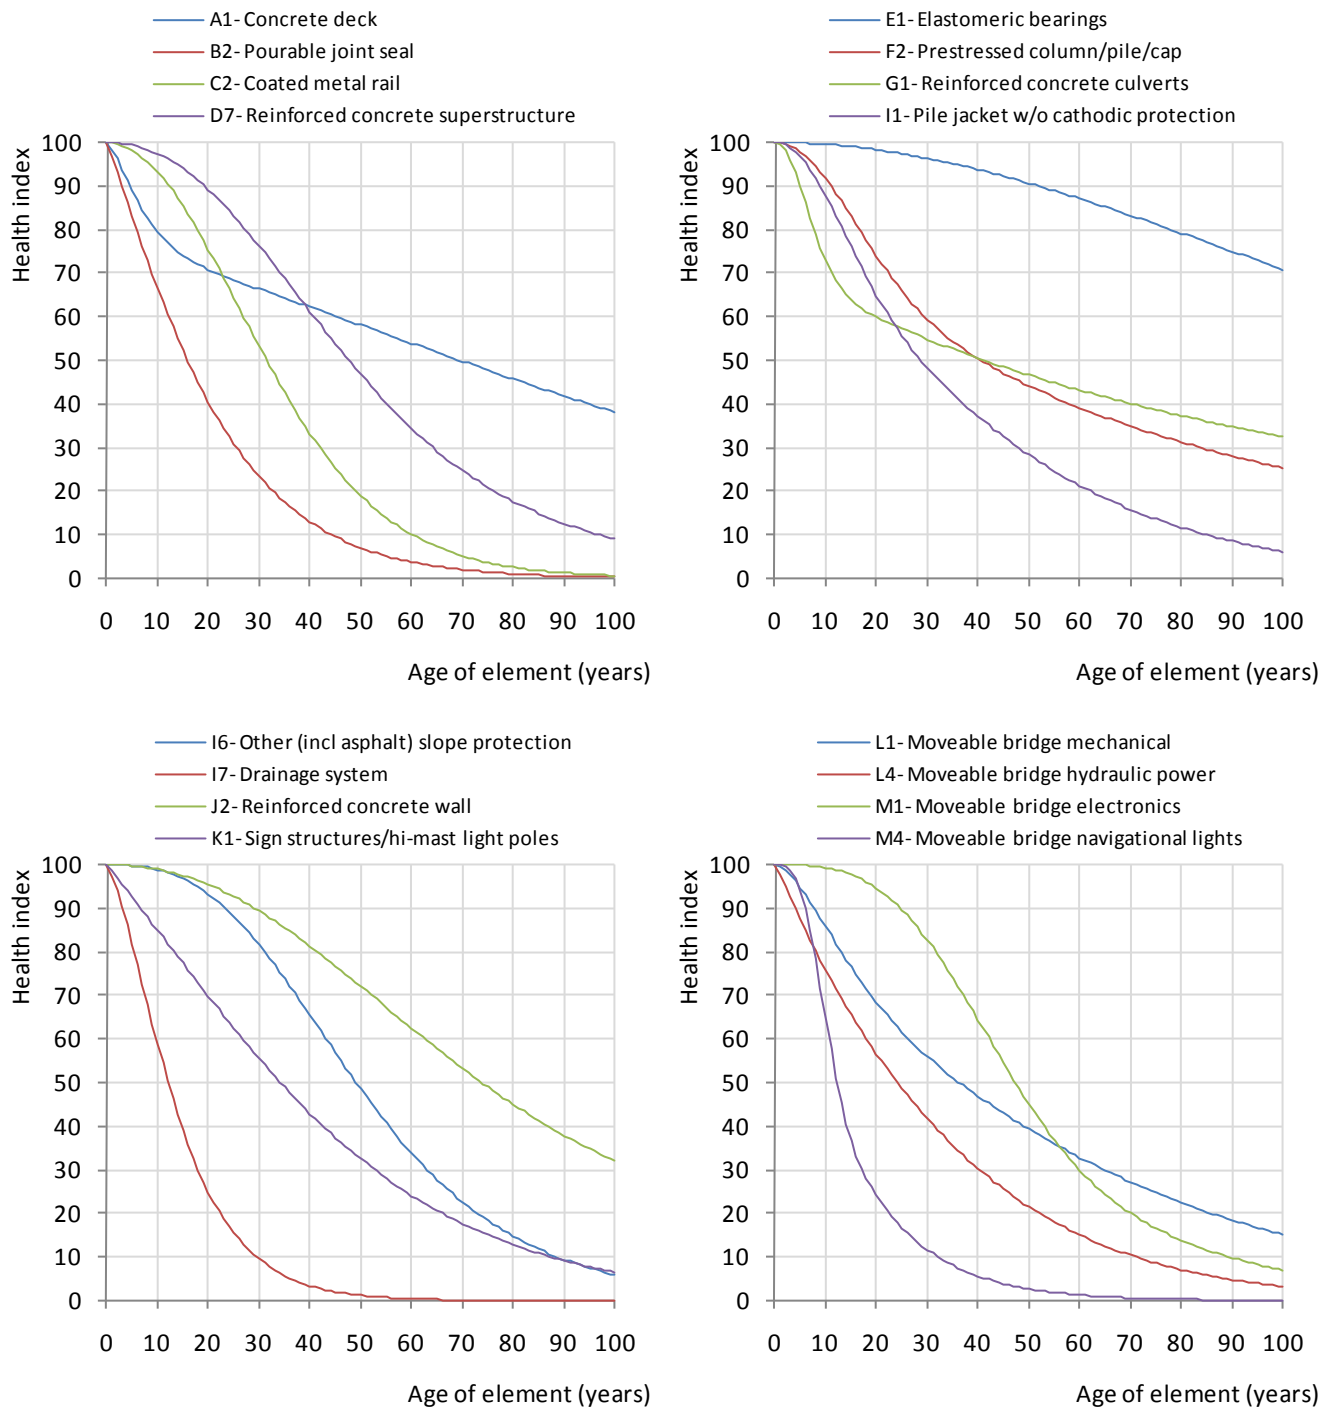 A1- Concrete deck
B2- Pourable joint seal
C2- Coated metal rail
D7- Reinforced concrete superstructure
Health index
100
90
80
70
60
50
40
30
20
10
0
0 10 20 30 40 50 60 70 80 90 100
Age of element (years)
E1- Elastomeric bearings
F2- Prestressed column/pile/cap
G1- Reinforced concrete culverts
I1- Pile jacket w/o cathodic protection
Health index
100
90
80
70
60
50
40
30
20
10
0
0 10 20 30 40 50 60 70 80 90 100
Age of element (years)
I6- Other (incl asphalt) slope protection
I7- Drainage system
J2- Reinforced concrete wall
K1- Sign structures/hi-mast light poles
Health index
100
90
80
70
60
50
40
30
20
10
0
0 10 20 30 40 50 60 70 80 90 100
Age of element (years)
L1- Moveable bridge mechanical
L4- Moveable bridge hydraulic power
M1- Moveable bridge electronics
M4- Moveable bridge navigational lights
Health index
100
90
80
70
60
50
40
30
20
10
0
0 10 20 30 40 50 60 70 80 90 100
Age of element (years)